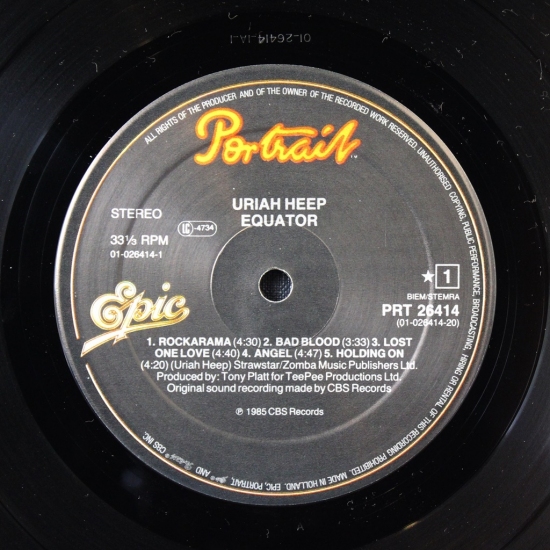 01-26414-1A-1
ALL RIGHTS OF THE PRODUCER AND OF THE OWNER OF THE RECORDED WORK RESERVED. UNAUTHORISED COPYING, PUBLIC PERFORMANCE, BROADCASTING, HIRING OR RENTAL OF THIS RECORDING PROHIBITED. MADE IN HOLLAND. EPIC, PORTRAIT,
AND
CBS INC.
Portrait
URIAH HEEP
EQUATOR
STEREO
LC-4734
33⅓ RPM
01-026414-1
★ 1
BIEM/STEMRA
PRT 26414
(01-026414-20)
Epic
1. ROCKARAMA (4:30) 2. BAD BLOOD (3:33) 3. LOST
ONE LOVE (4:40) 4. ANGEL (4:47) 5. HOLDING ON
(4:20) (Uriah Heep) Strawstar/Zomba Music Publishers Ltd.
Produced by: Tony Platt for TeePee Productions Ltd.
Original sound recording made by CBS Records
℗ 1985 CBS Records